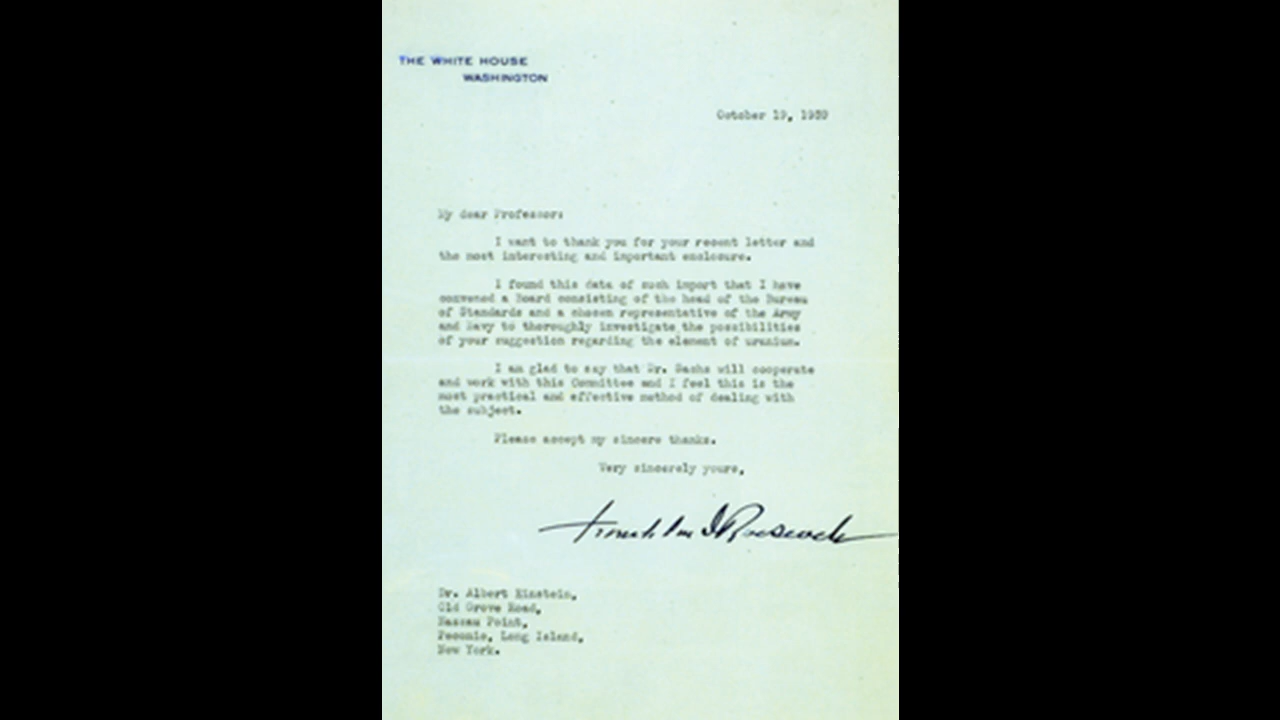 THE WHITE HOUSE
WASHINGTON
October 19, 1939
My dear Professor:
I want to thank you for your recent letter and
the most interesting and important enclosure.
I found this data of such import that I have
convened a Board consisting of the head of the Bureau
of Standards and a chosen representative of the Army
and Navy to thoroughly investigate the possibilities
of your suggestion regarding the element of uranium.
I am glad to say that Dr. Sachs will cooperate
and work with this Committee and I feel this is the
most practical and effective method of dealing with
the subject.
Please accept my sincere thanks.
Very sincerely yours,
Franklin D Roosevelt
Dr. Albert Einstein,
Old Grove Road,
Nassau Point,
Peconic, Long Island,
New York.